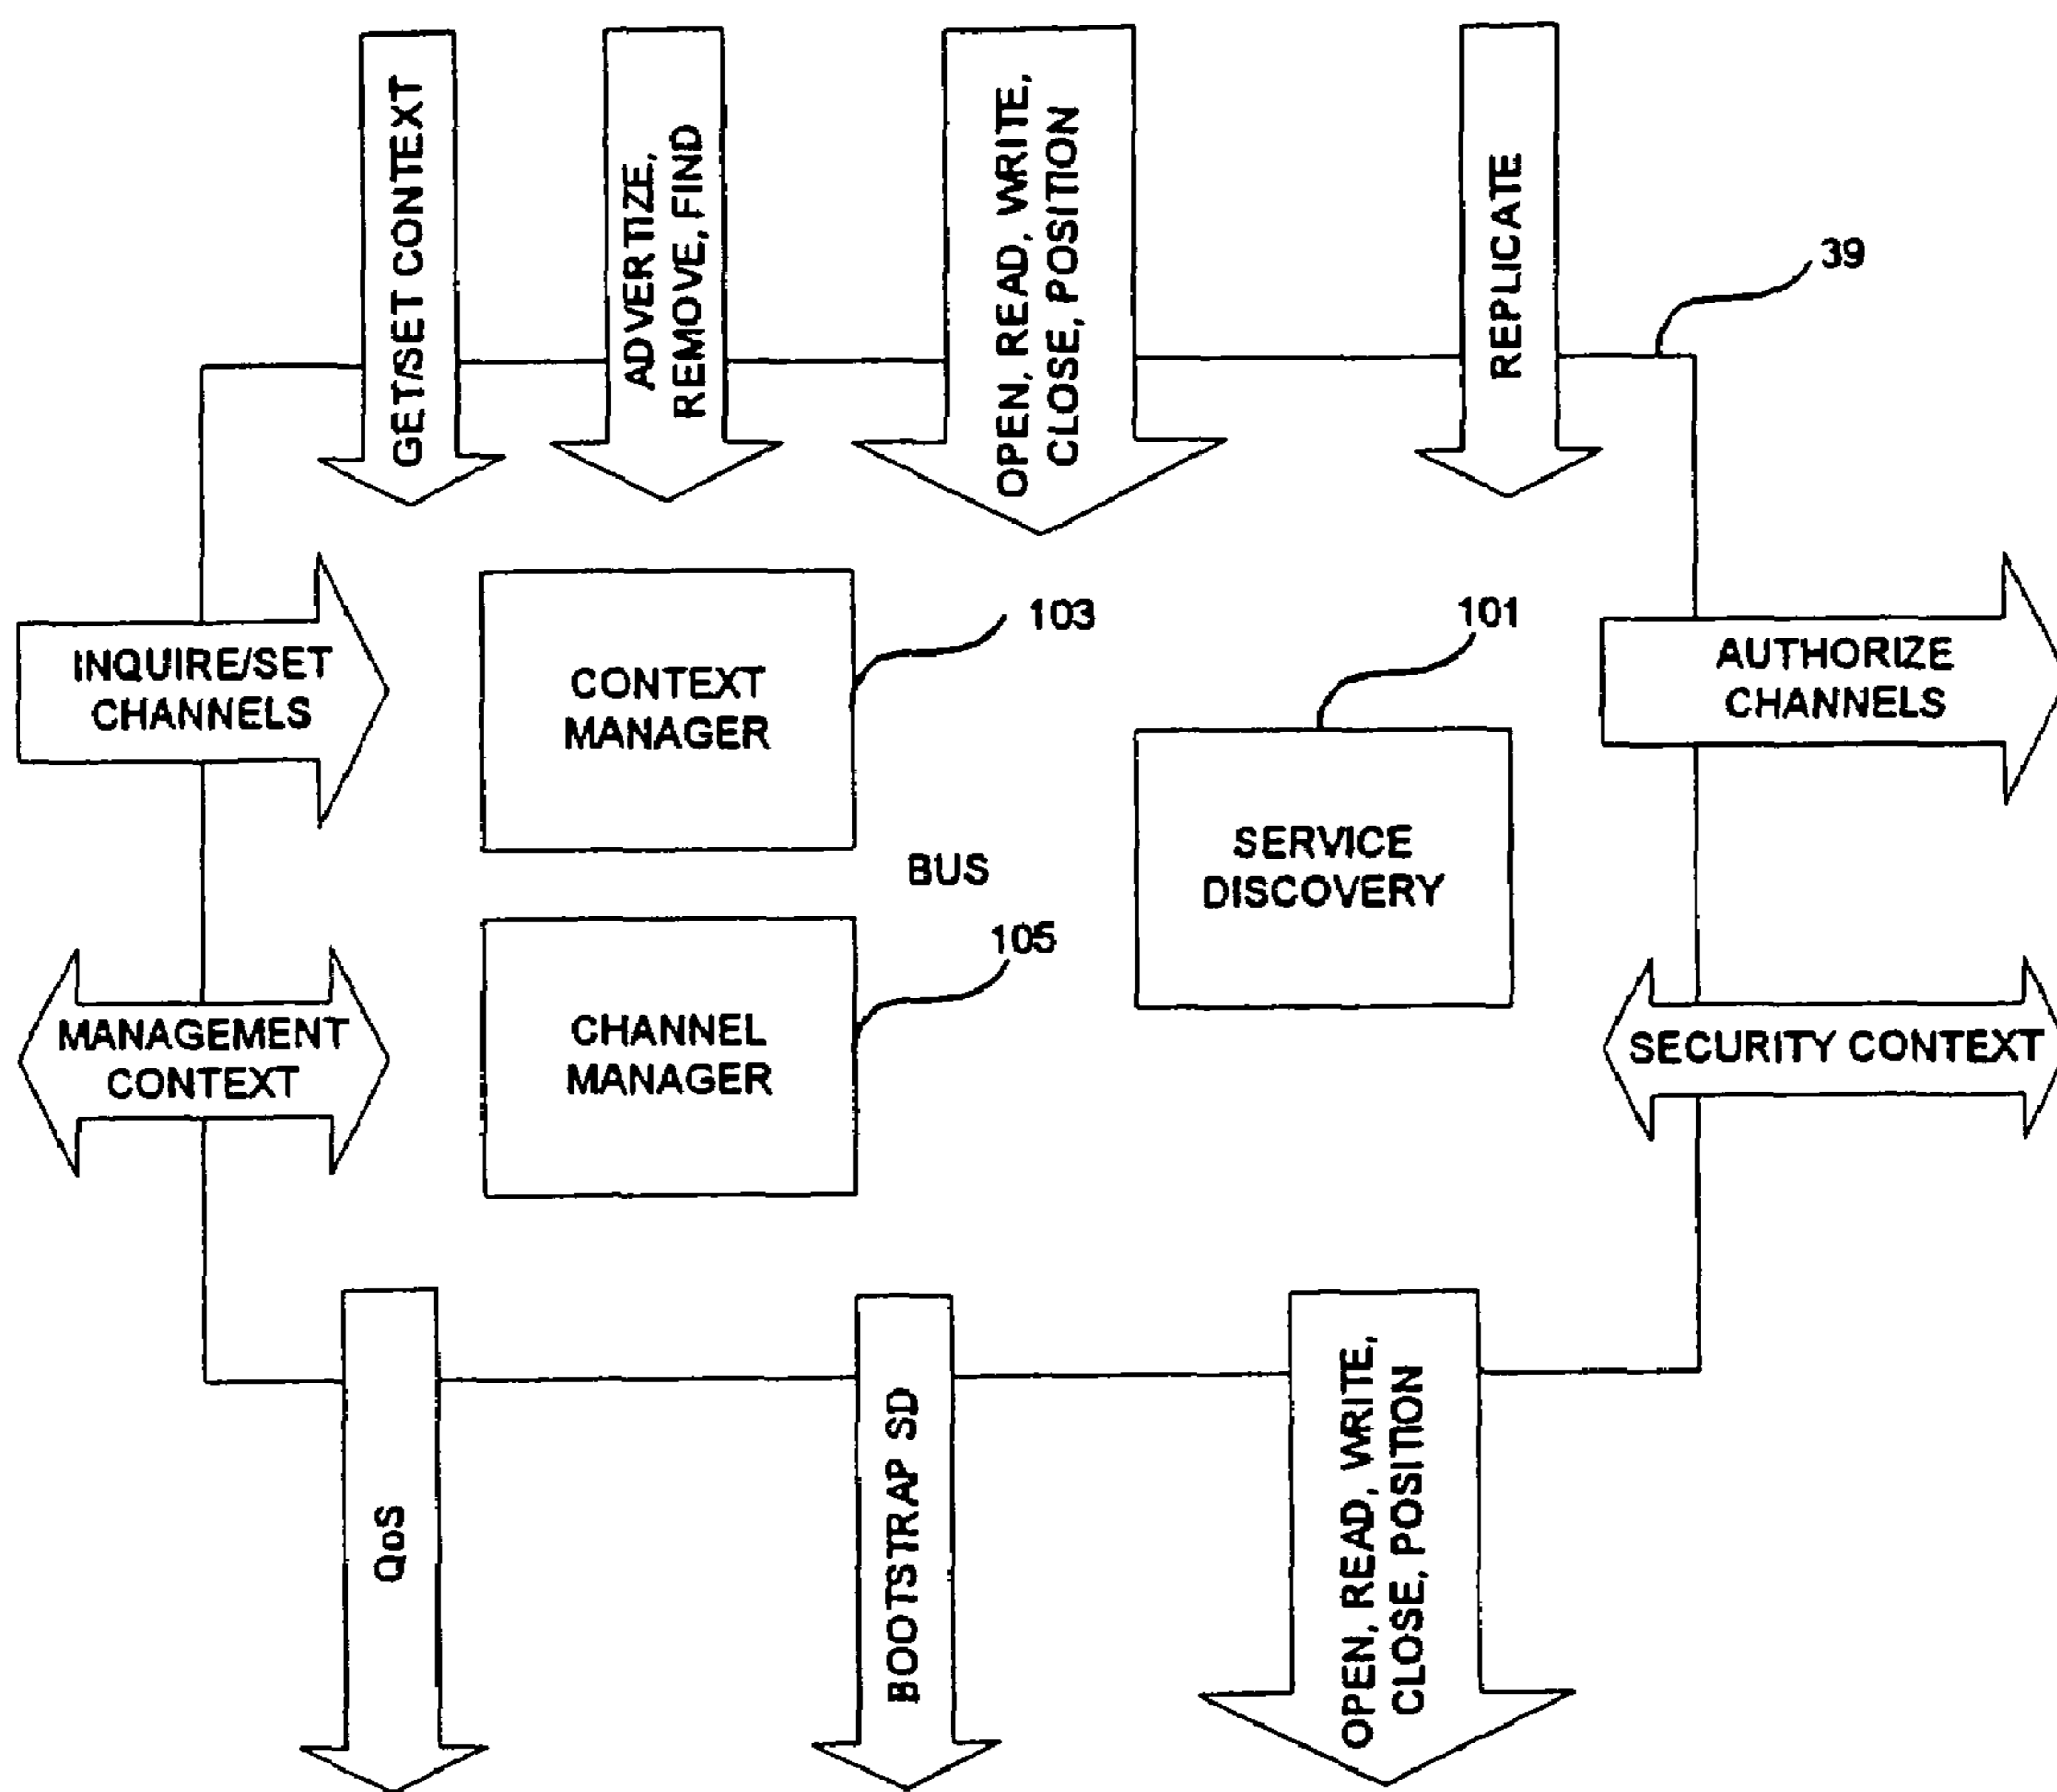 GET/SET CONTEXT
ADVERTIZE,
REMOVE, FIND
OPEN, READ, WRITE,
CLOSE, POSITION
REPLICATE
39
INQUIRE/SET
CHANNELS
CONTEXT
MANAGER
103
101
AUTHORIZE
CHANNELS
SERVICE
DISCOVERY
BUS
MANAGEMENT
CONTEXT
CHANNEL
MANAGER
105
SECURITY CONTEXT
QoS
BOOTSTRAP SD
OPEN, READ, WRITE,
CLOSE, POSITION